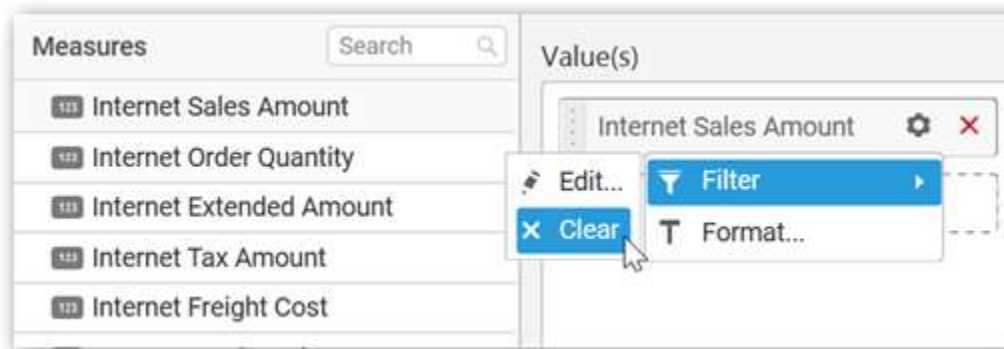 Measures
Search
Internet Sales Amount
Internet Order Quantity
Internet Extended Amount
Internet Tax Amount
Internet Freight Cost
Value(s)
Internet Sales Amount
Edit...
Clear
Filter
Format...